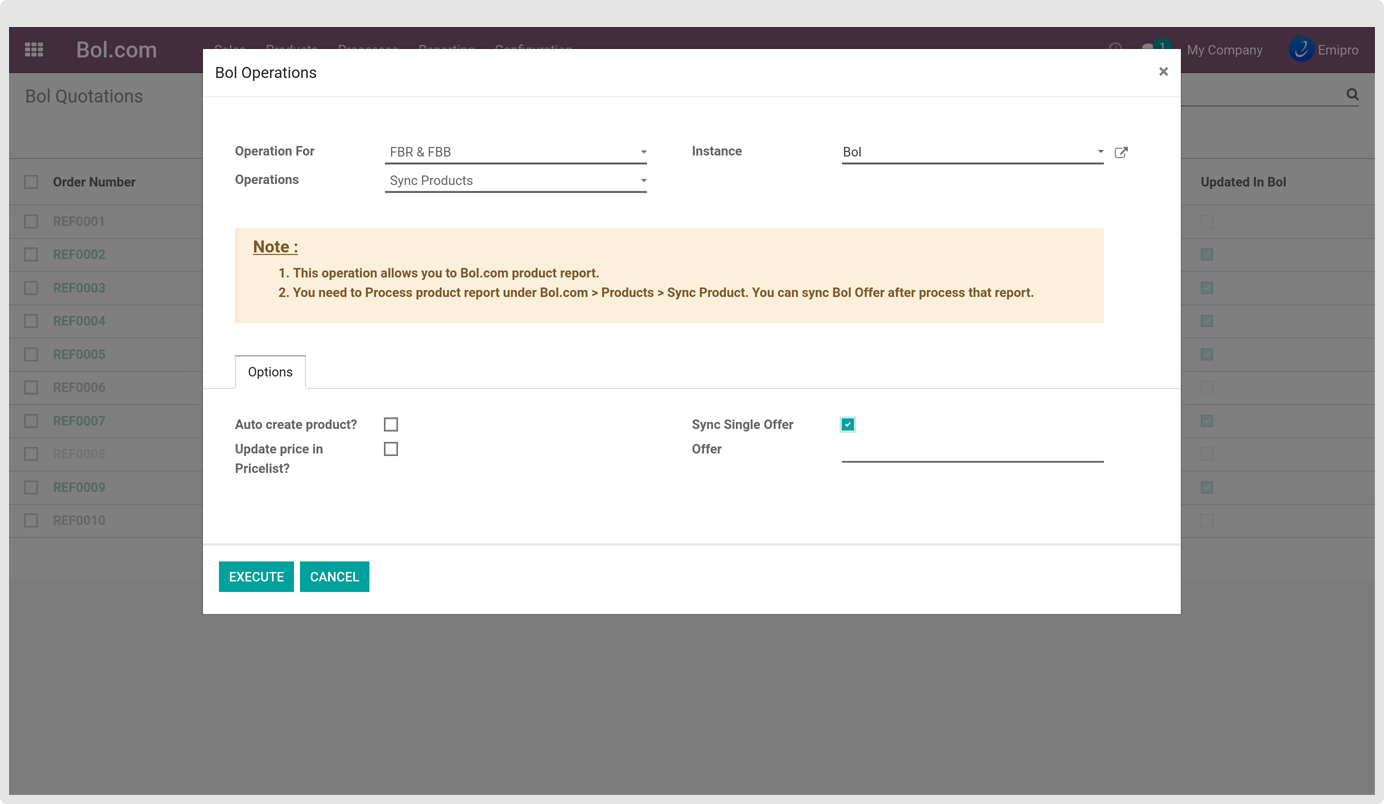 Bol.com
Sales Products Processes Reporting Configuration
1 My Company Emipro
Bol Quotations
Bol Operations
×
Operation For FBR & FBB
Instance Bol
Operations Sync Products
Order Number
Updated In Bol
REF0001
REF0002
REF0003
REF0004
REF0005
REF0006
REF0007
REF0008
REF0009
REF0010
Note :
1. This operation allows you to Bol.com product report.
2. You need to Process product report under Bol.com > Products > Sync Product. You can sync Bol Offer after process that report.
Options
Auto create product?
Sync Single Offer
Update price in
Pricelist?
Offer
EXECUTE CANCEL